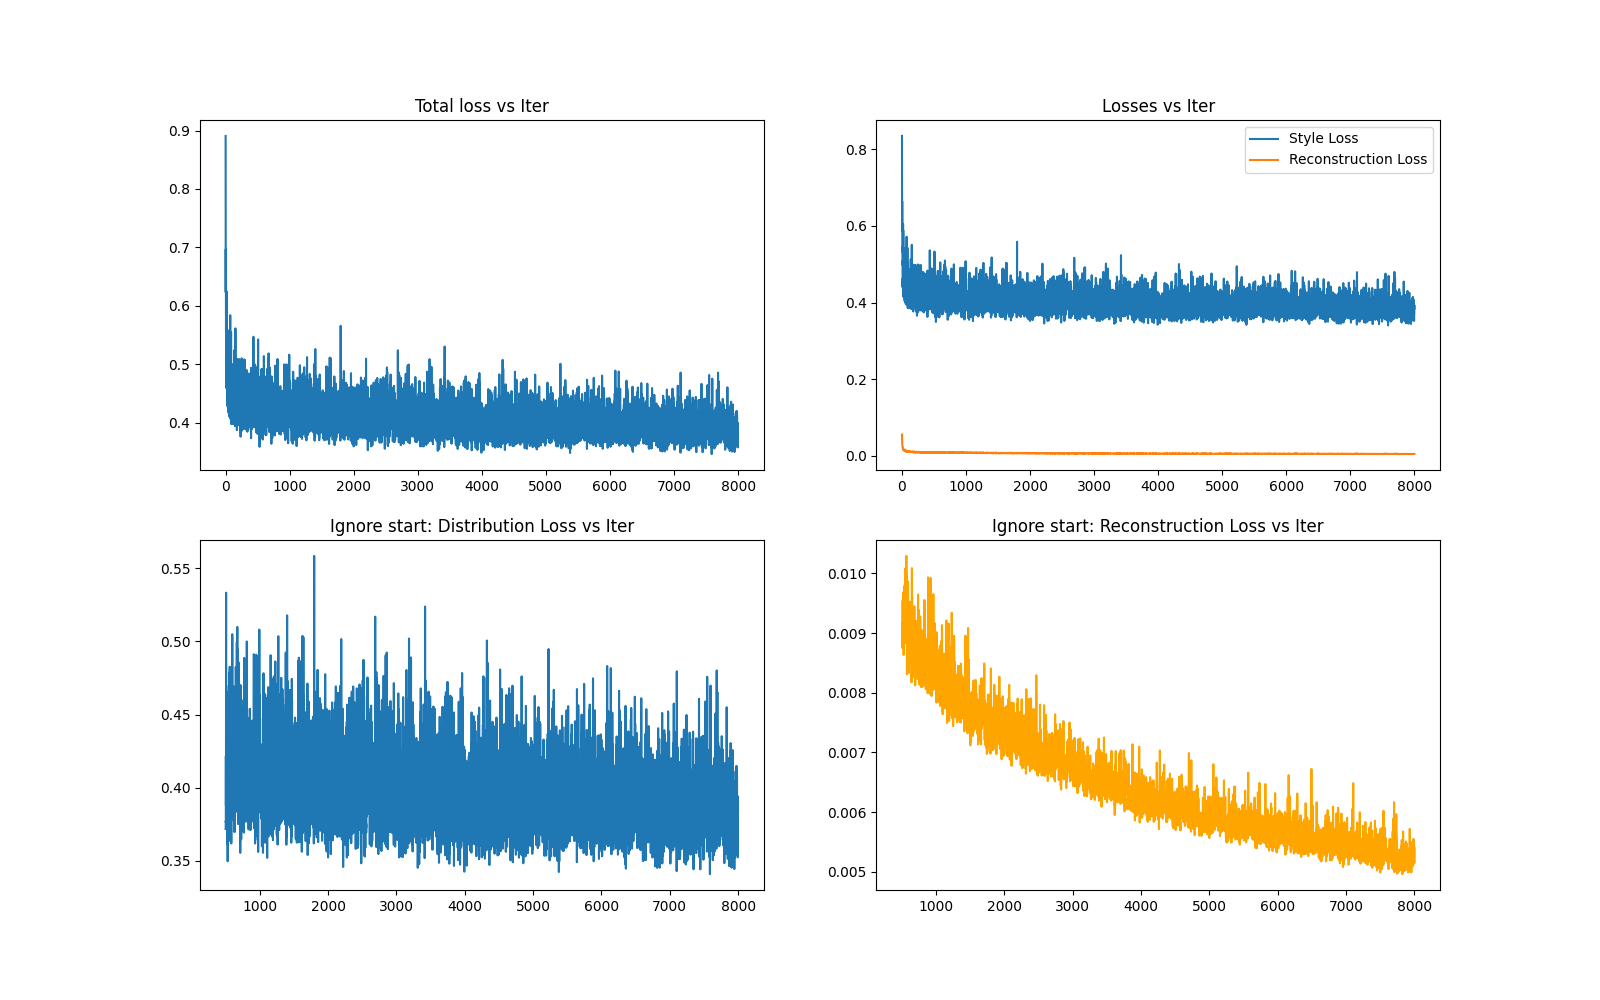 Total loss vs Iter
0.9
0.8
0.7
0.6
0.5
0.4
0 1000 2000 3000 4000 5000 6000 7000 8000
Losses vs Iter
Style Loss
Reconstruction Loss
0.8
0.6
0.4
0.2
0.0
0 1000 2000 3000 4000 5000 6000 7000 8000
Ignore start: Distribution Loss vs Iter
0.55
0.50
0.45
0.40
0.35
1000 2000 3000 4000 5000 6000 7000 8000
Ignore start: Reconstruction Loss vs Iter
0.010
0.009
0.008
0.007
0.006
0.005
1000 2000 3000 4000 5000 6000 7000 8000